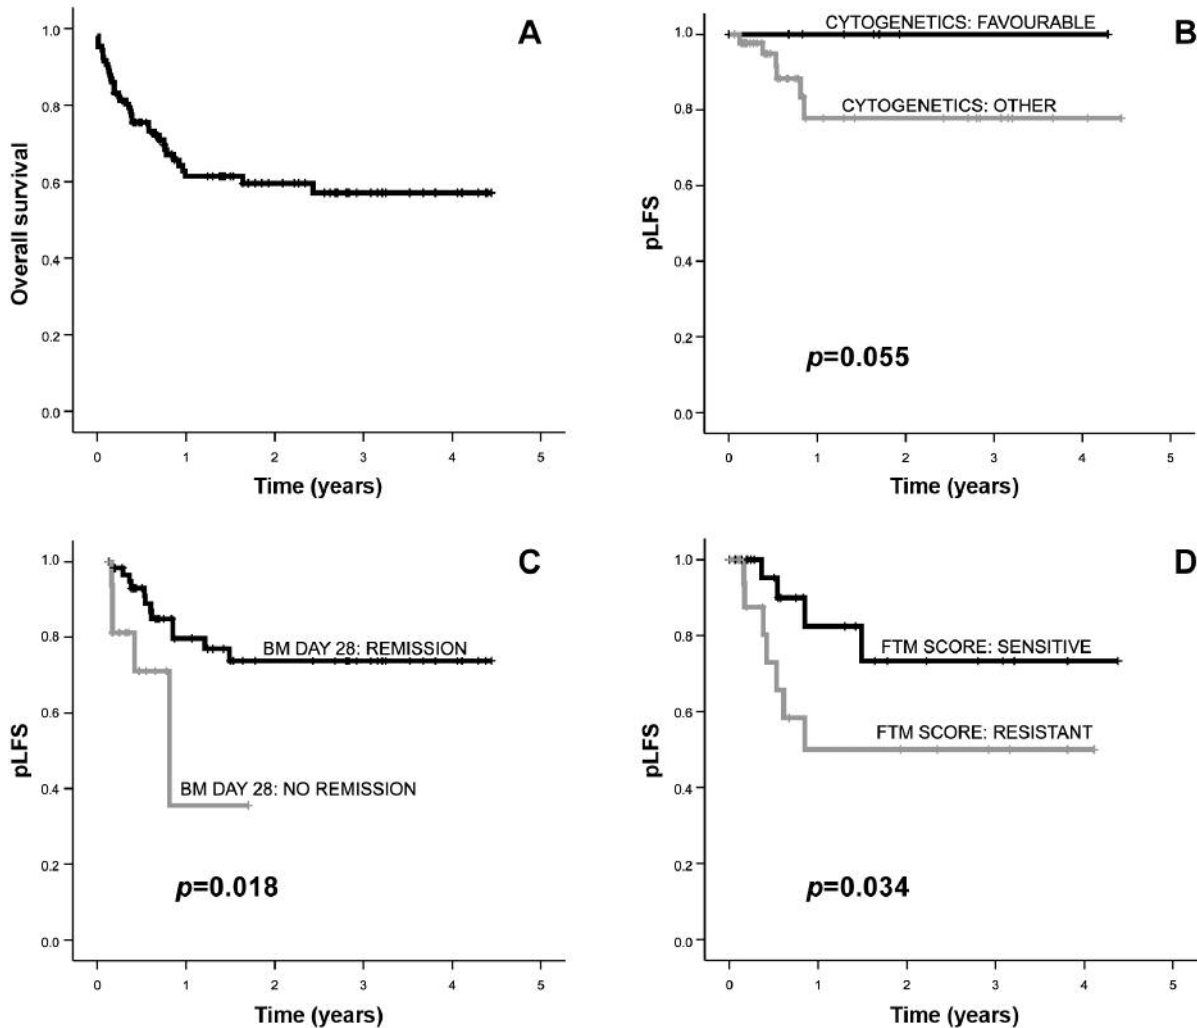 A
Overall survival
1.0
0.8
0.6
0.4
0.2
0.0
0 1 2 3 4 5
Time (years)
B
pLFS
1.0
0.8
0.6
0.4
0.2
0.0
CYTOGENETICS: FAVOURABLE
CYTOGENETICS: OTHER
p=0.055
0 1 2 3 4 5
Time (years)
C
pLFS
1.0
0.8
0.6
0.4
0.2
0.0
BM DAY 28: REMISSION
BM DAY 28: NO REMISSION
p=0.018
0 1 2 3 4 5
Time (years)
D
pLFS
1.0
0.8
0.6
0.4
0.2
0.0
FTM SCORE: SENSITIVE
FTM SCORE: RESISTANT
p=0.034
0 1 2 3 4 5
Time (years)